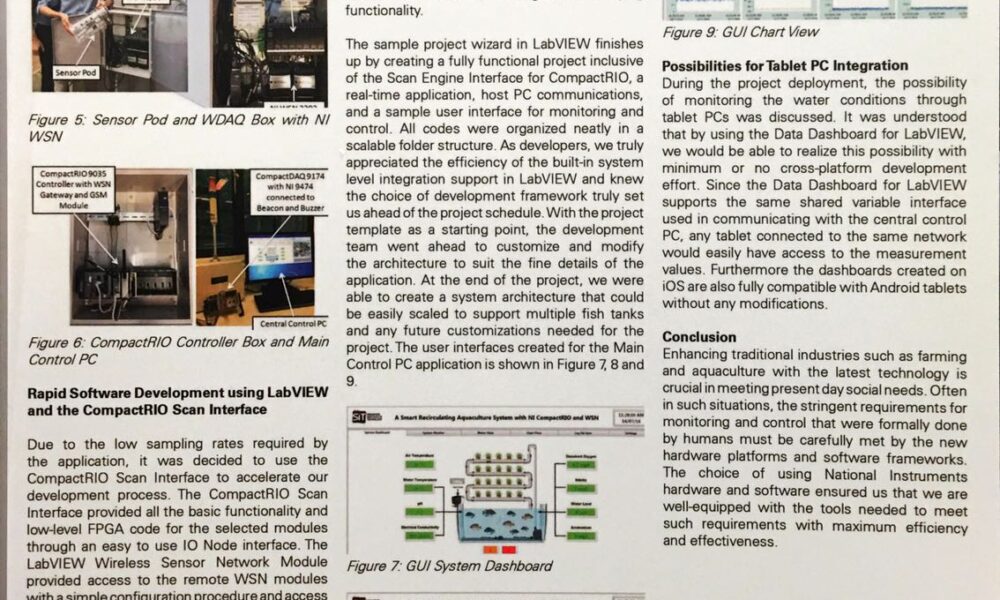 Sensor Pod
Figure 5: Sensor Pod and WDAQ Box with NI
WSN
CompactRIO 9035
Controller with WSN
Gateway and GSM
Module
CompactDAQ 9174
with NI 9474
connected to
Beacon and Buzzer
Central Control PC
Figure 6: CompactRIO Controller Box and Main
Control PC
Rapid Software Development using LabVIEW
and the CompactRIO Scan Interface
Due to the low sampling rates required by
the application, it was decided to use the
CompactRIO Scan Interface to accelerate our
development process. The CompactRIO Scan
Interface provided all the basic functionality and
low-level FPGA code for the selected modules
through an easy to use IO Node interface. The
LabVIEW Wireless Sensor Network Module
provided access to the remote WSN modules
with a simple configuration procedure and access
functionality.
The sample project wizard in LabVIEW finishes
up by creating a fully functional project inclusive
of the Scan Engine Interface for CompactRIO, a
real-time application, host PC communications,
and a sample user interface for monitoring and
control. All codes were organized neatly in a
scalable folder structure. As developers, we truly
appreciated the efficiency of the built-in system
level integration support in LabVIEW and knew
the choice of development framework truly set
us ahead of the project schedule. With the project
template as a starting point, the development
team went ahead to customize and modify
the architecture to suit the fine details of the
application. At the end of the project, we were
able to create a system architecture that could
be easily scaled to support multiple fish tanks
and any future customizations needed for the
project. The user interfaces created for the Main
Control PC application is shown in Figure 7, 8 and
9.
SIT
A Smart Recirculating Aquaculture System with NI CompactRIO and WSN
Air Temperature
Water Temperature
Electrical Conductivity
Dissolved Oxygen
Water Level
Figure 7: GUI System Dashboard
Figure 9: GUI Chart View
Possibilities for Tablet PC Integration
During the project deployment, the possibility
of monitoring the water conditions through
tablet PCs was discussed. It was understood
that by using the Data Dashboard for LabVIEW,
we would be able to realize this possibility with
minimum or no cross-platform development
effort. Since the Data Dashboard for LabVIEW
supports the same shared variable interface
used in communicating with the central control
PC, any tablet connected to the same network
would easily have access to the measurement
values. Furthermore the dashboards created on
iOS are also fully compatible with Android tablets
without any modifications.
Conclusion
Enhancing traditional industries such as farming
and aquaculture with the latest technology is
crucial in meeting present day social needs. Often
in such situations, the stringent requirements for
monitoring and control that were formally done
by humans must be carefully met by the new
hardware platforms and software frameworks.
The choice of using National Instruments
hardware and software ensured us that we are
well-equipped with the tools needed to meet
such requirements with maximum efficiency
and effectiveness.